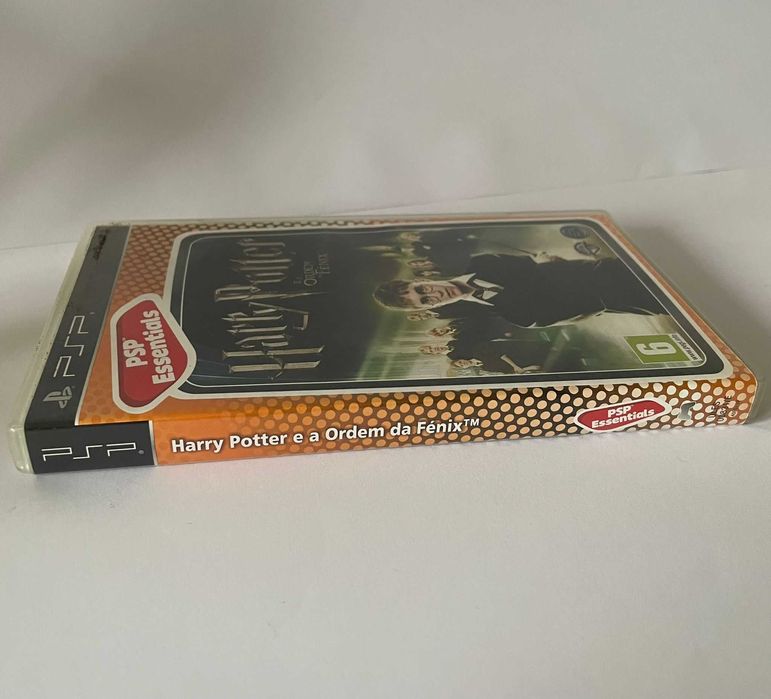 PSP
PSP
Essentials
Harry Potter
E A
ORDEM
DA
FÉNIX
6
PSP
Harry Potter e a Ordem da Fénix™
PSP
Essentials